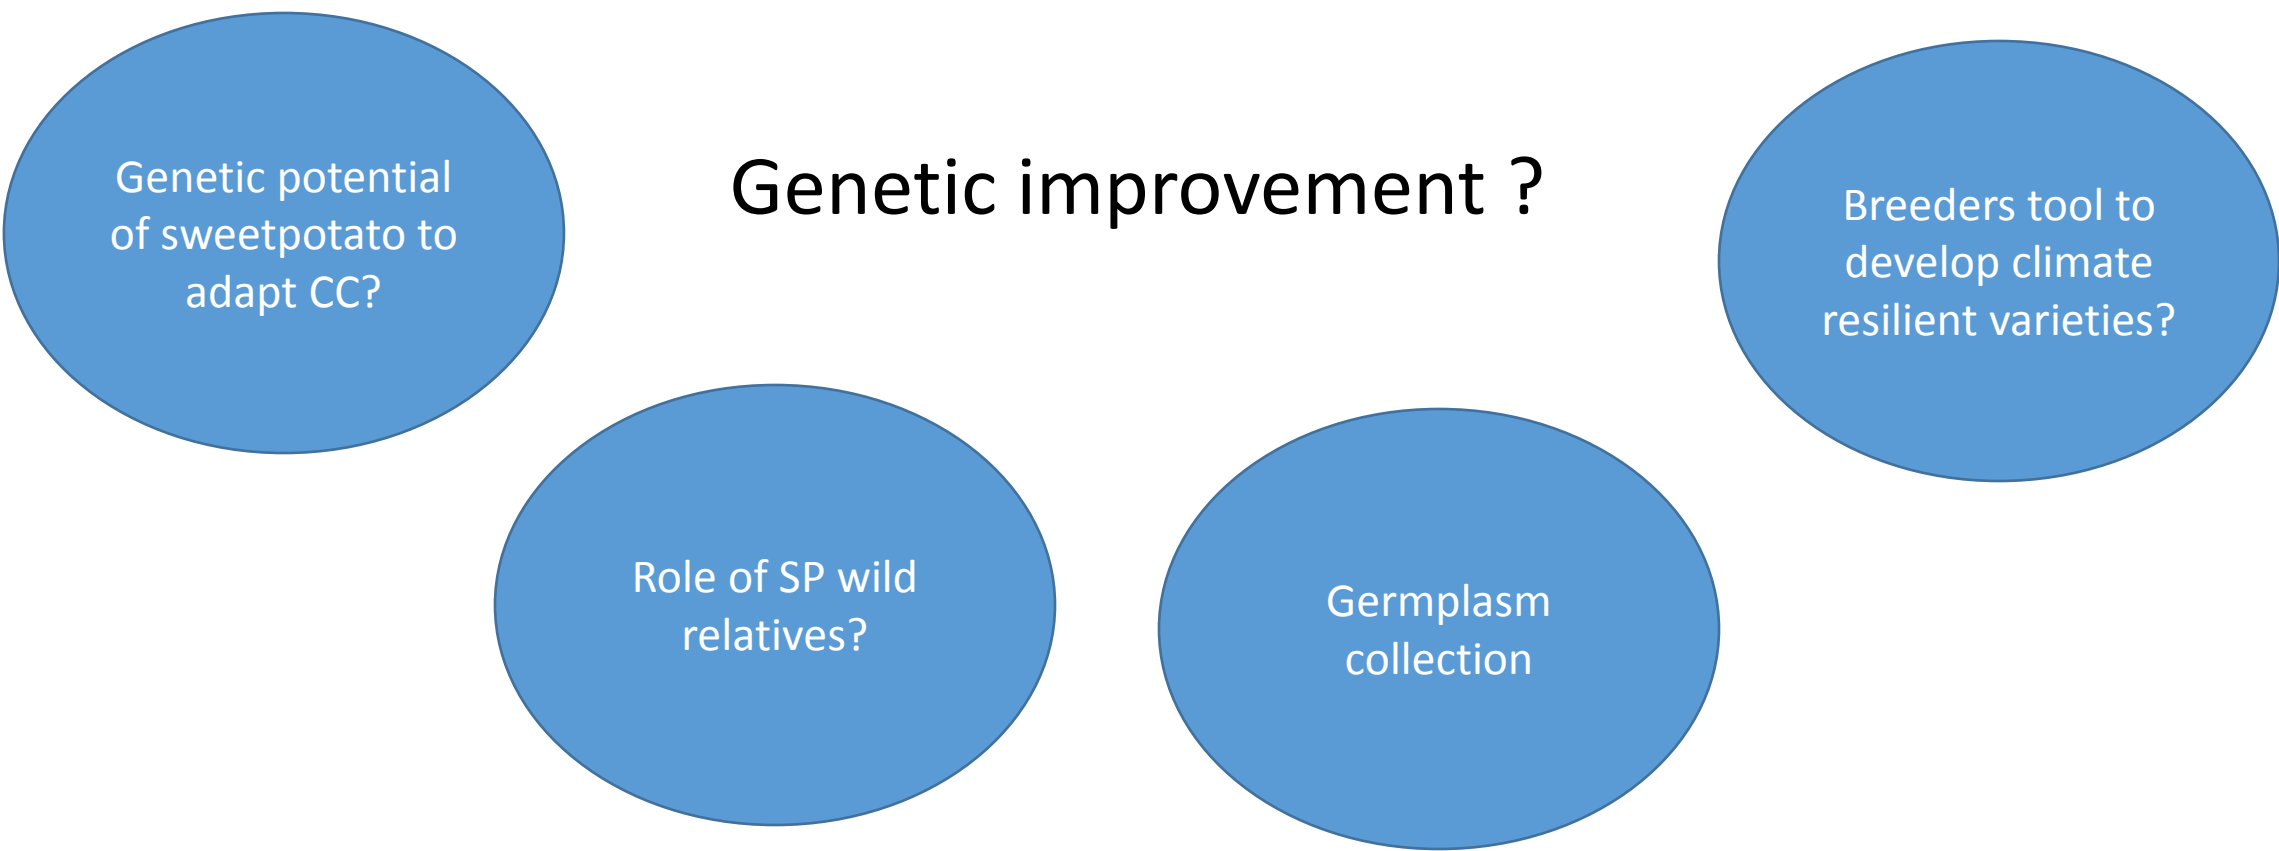 Genetic improvement ?
Genetic potential
of sweetpotato to
adapt CC?
Role of SP wild
relatives?
Germplasm
collection
Breeders tool to
develop climate
resilient varieties?